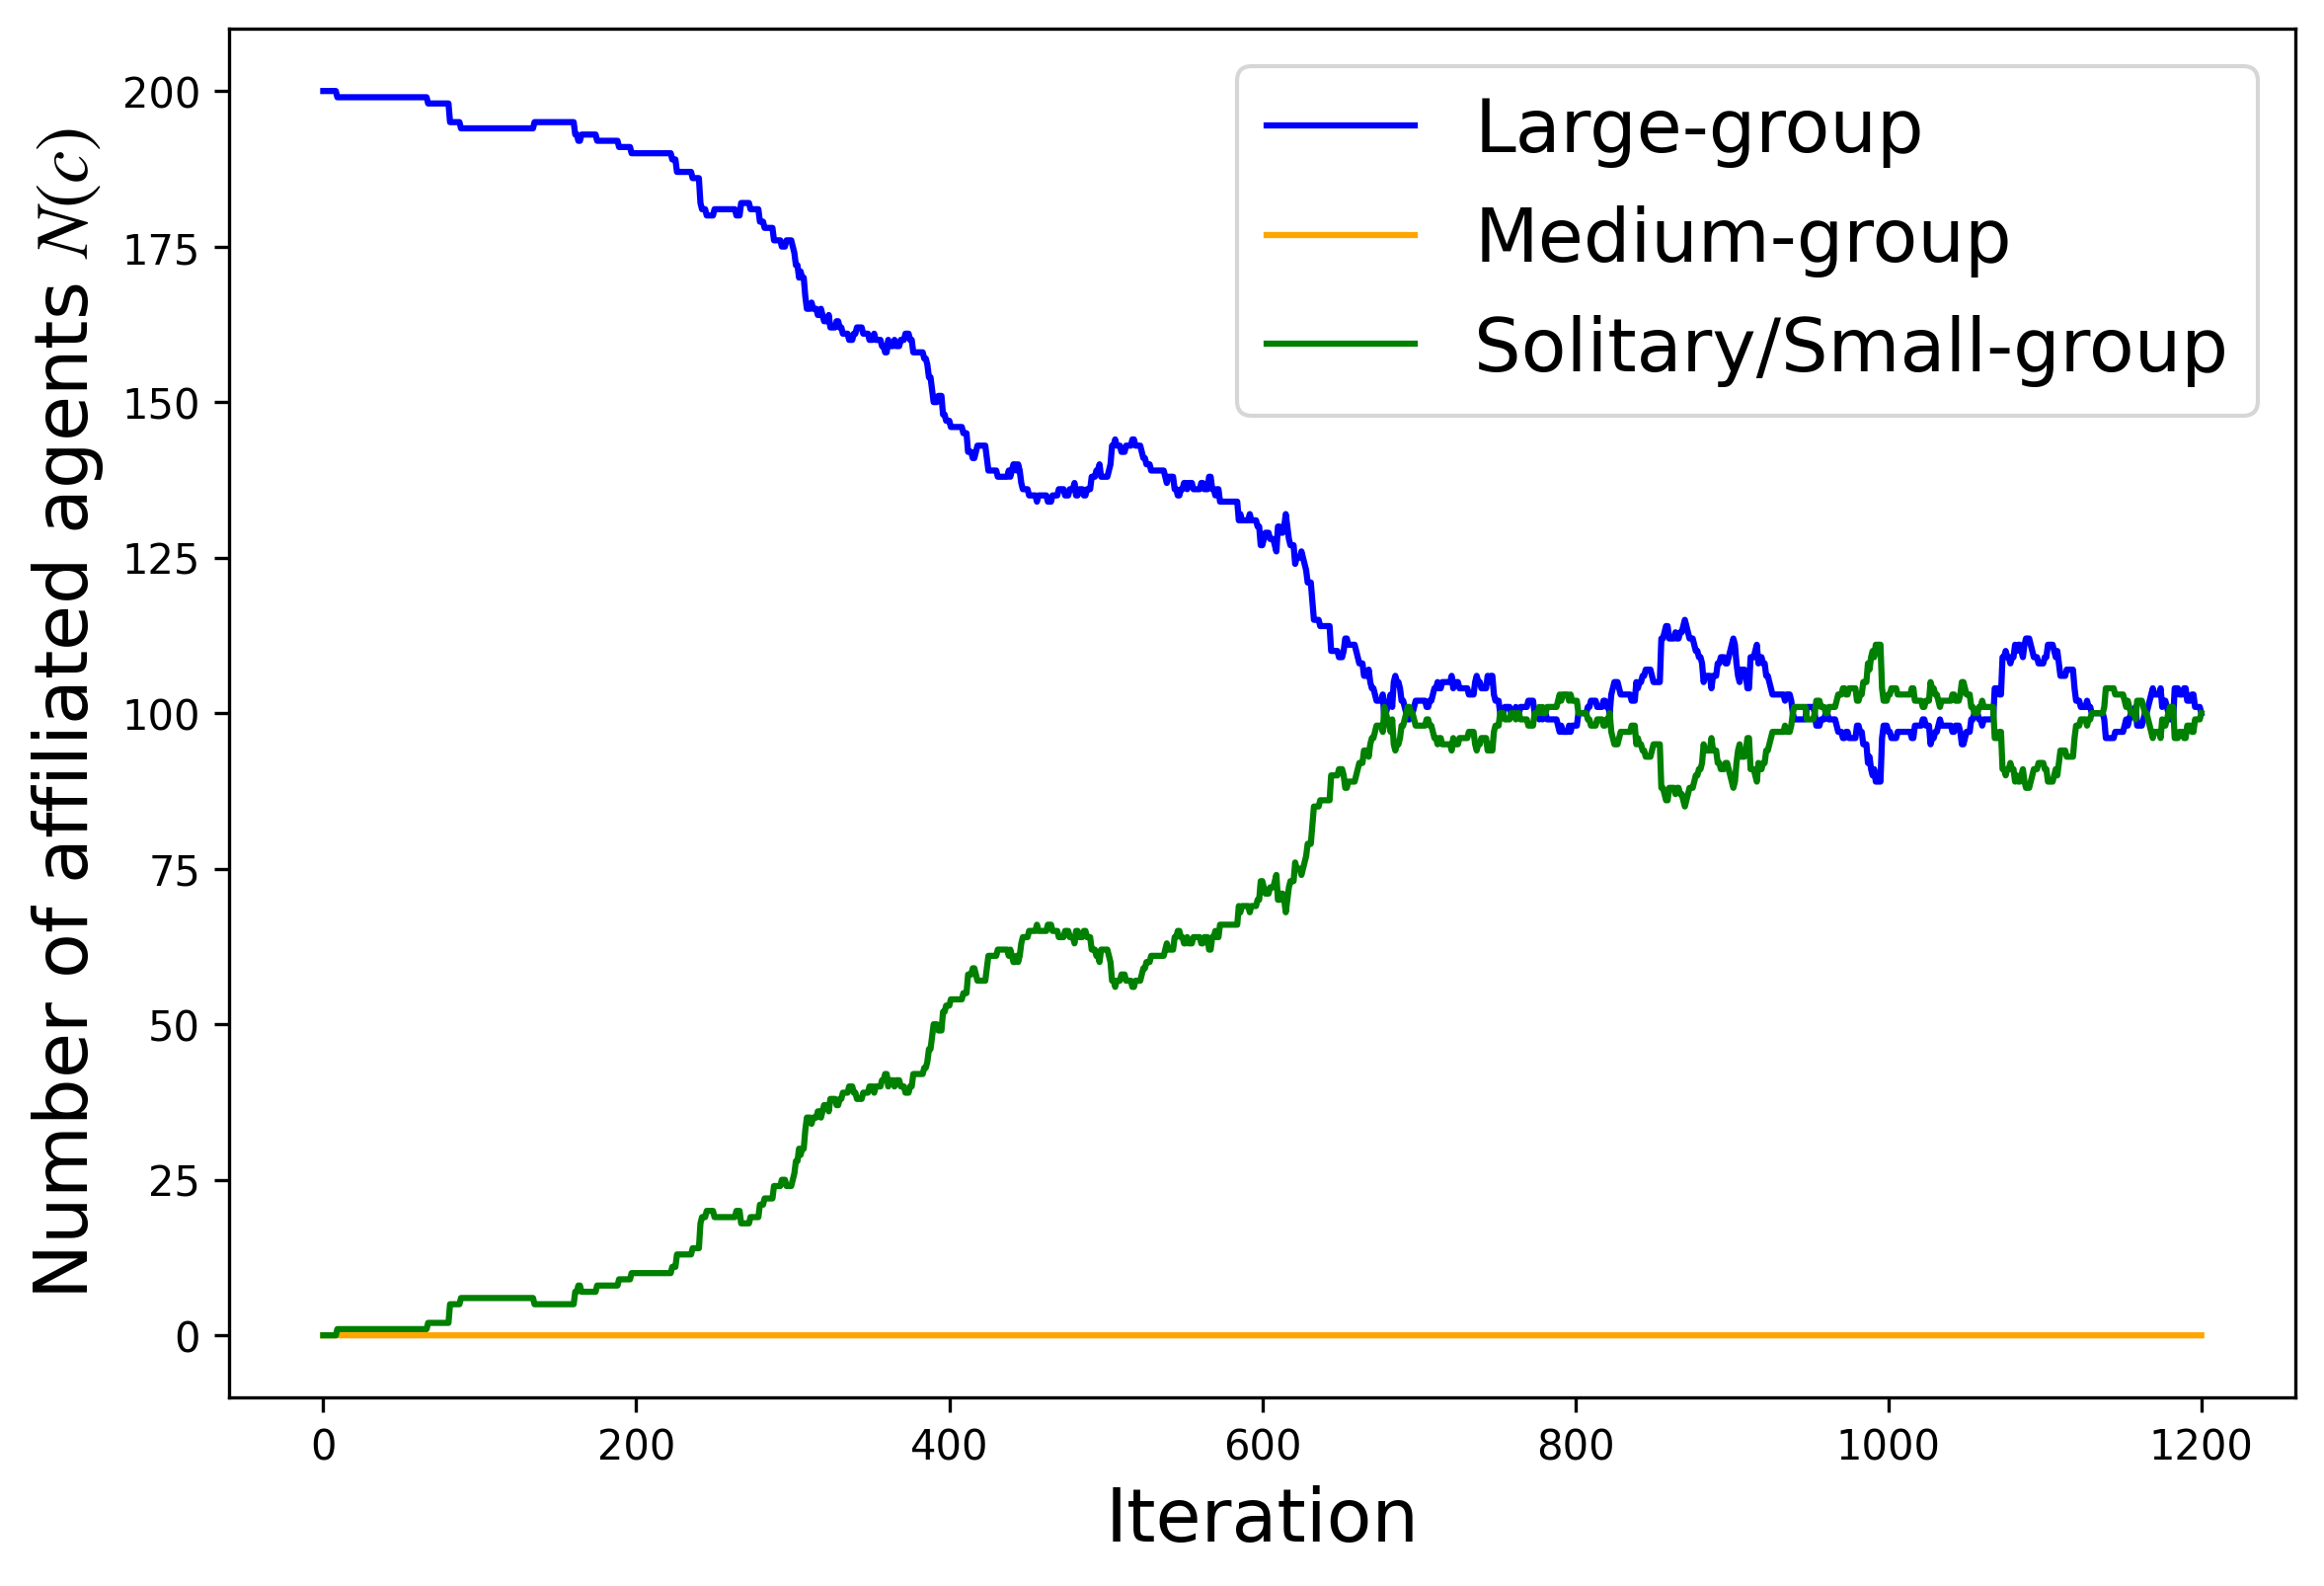 Number of affiliated agents N(c)
200
175
150
125
100
75
50
25
0
Large-group
Medium-group
Solitary/Small-group
0 200 400 600 800 1000 1200
Iteration